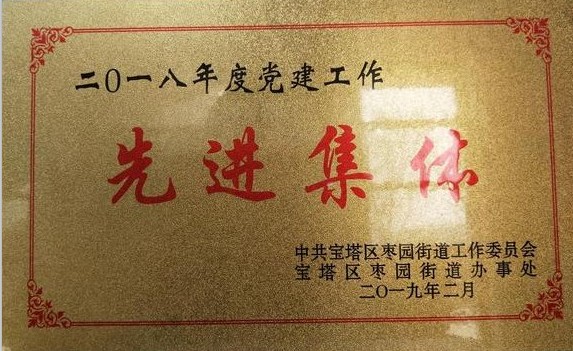 二〇一八年度党建工作
先进集体
中共宝塔区枣园街道工作委员会
宝塔区枣园街道办事处
二〇一九年二月